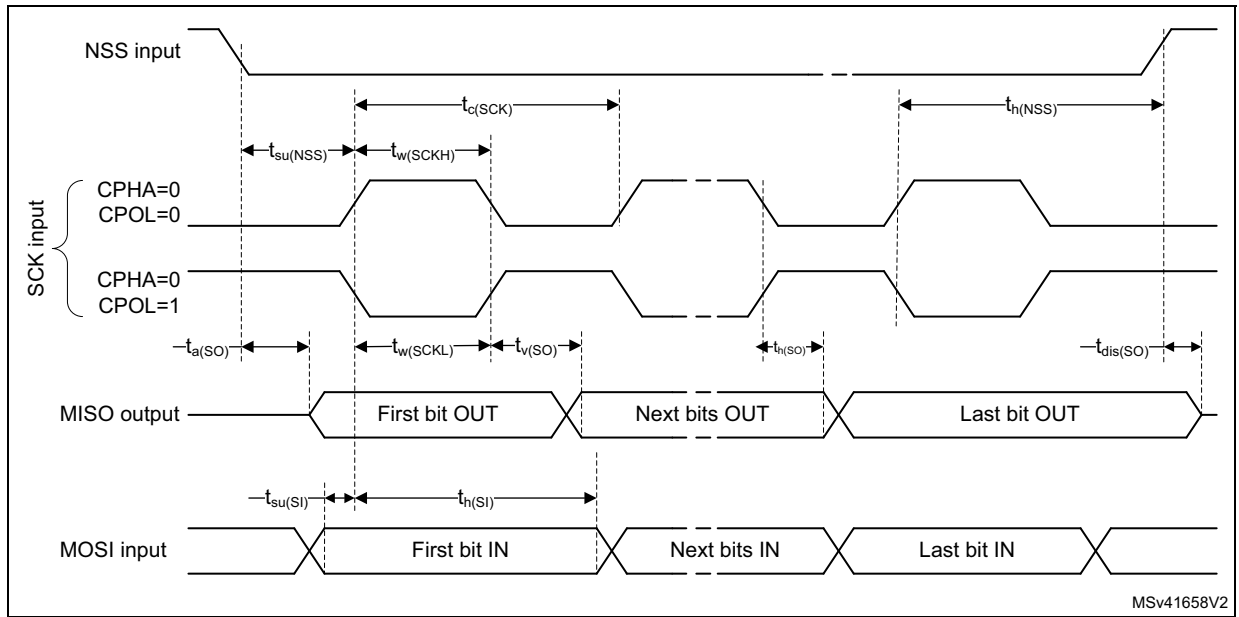 NSS input
tc(SCK)
th(NSS)
tsu(NSS)
tw(SCKH)
SCK input
CPHA=0
CPOL=0
CPHA=0
CPOL=1
ta(SO)
tw(SCKL)
tv(SO)
th(SO)
tdis(SO)
MISO output
First bit OUT
Next bits OUT
Last bit OUT
tsu(SI)
th(SI)
MOSI input
First bit IN
Next bits IN
Last bit IN
MSv41658V2